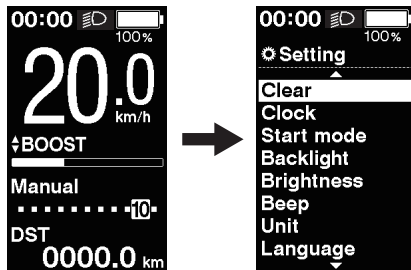 00:00
100%
20.0
km/h
BOOST
Manual
10
DST
0000.0 km
00:00
100%
Setting
Clear
Clock
Start mode
Backlight
Brightness
Beep
Unit
Language